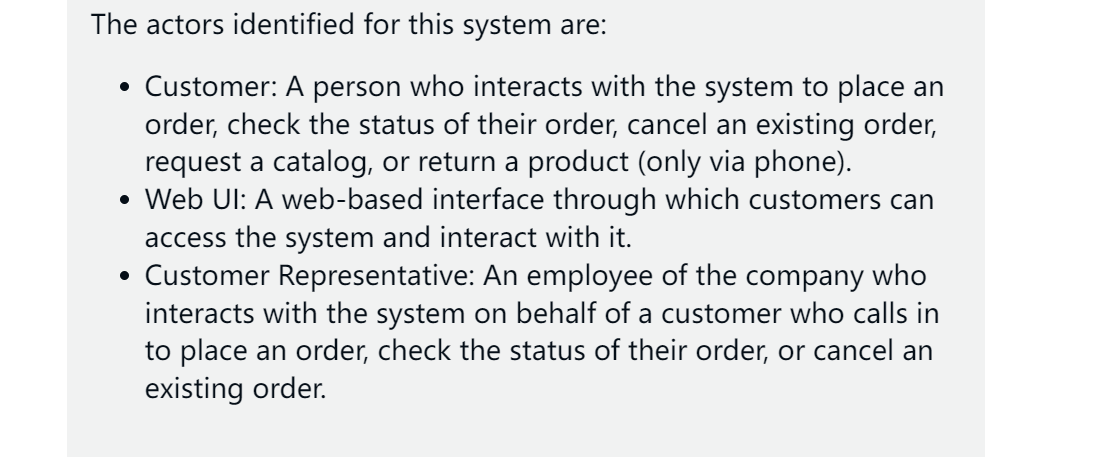 The actors identified for this system are:
• Customer: A person who interacts with the system to place an
order, check the status of their order, cancel an existing order,
request a catalog, or return a product (only via phone).
• Web UI: A web-based interface through which customers can
access the system and interact with it.
• Customer Representative: An employee of the company who
interacts with the system on behalf of a customer who calls in
to place an order, check the status of their order, or cancel an
existing order.